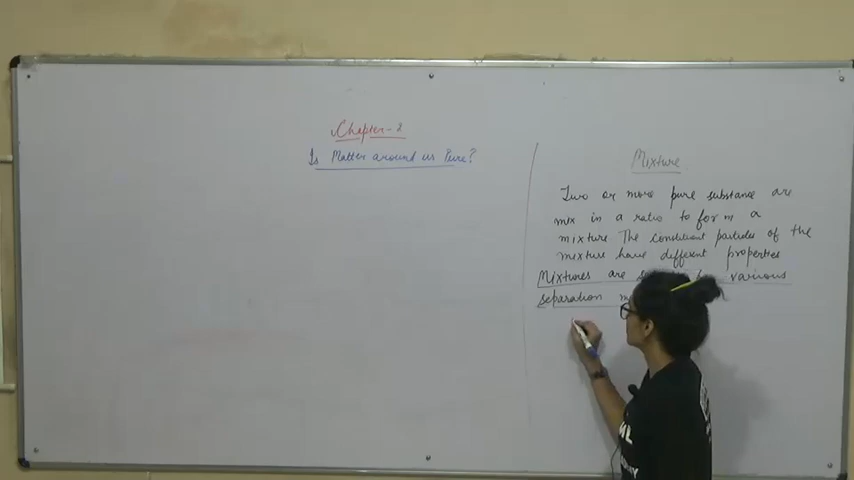 Chapter-2
Is Matter around us Pure?
Mixture
Two or more pure substance are
mix in a ratio to form a
mixture The conditient particles of the
mixture have different properties
Mixtures are various
separation